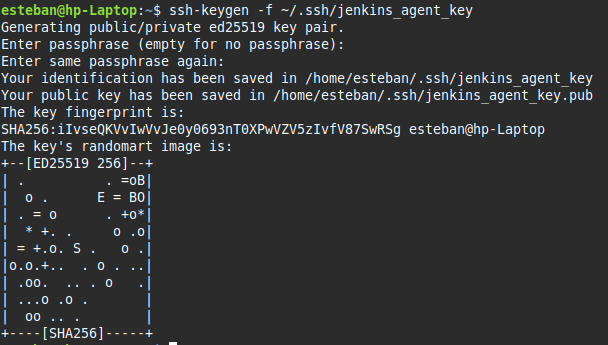 esteban@hp-Laptop:~$ ssh-keygen -f ~/.ssh/jenkins_agent_key
Generating public/private ed25519 key pair.
Enter passphrase (empty for no passphrase):
Enter same passphrase again:
Your identification has been saved in /home/esteban/.ssh/jenkins_agent_key
Your public key has been saved in /home/esteban/.ssh/jenkins_agent_key.pub
The key fingerprint is:
SHA256:iIvseQKVvIwVvJe0y0693nT0XPwVZV5zIvfV87SwRSg esteban@hp-Laptop
The key's randomart image is:
+--[ED25519 256]--+
| .          . =oB|
|  o .      E = BO|
| . = o      . +o*|
|  * +. .     o .o|
| = +.o. S .   o .|
|o.o.+..  . o . ..|
| .oo.  .. . o   .|
| ...o .o .       |
|  oo .. .        |
+----[SHA256]-----+